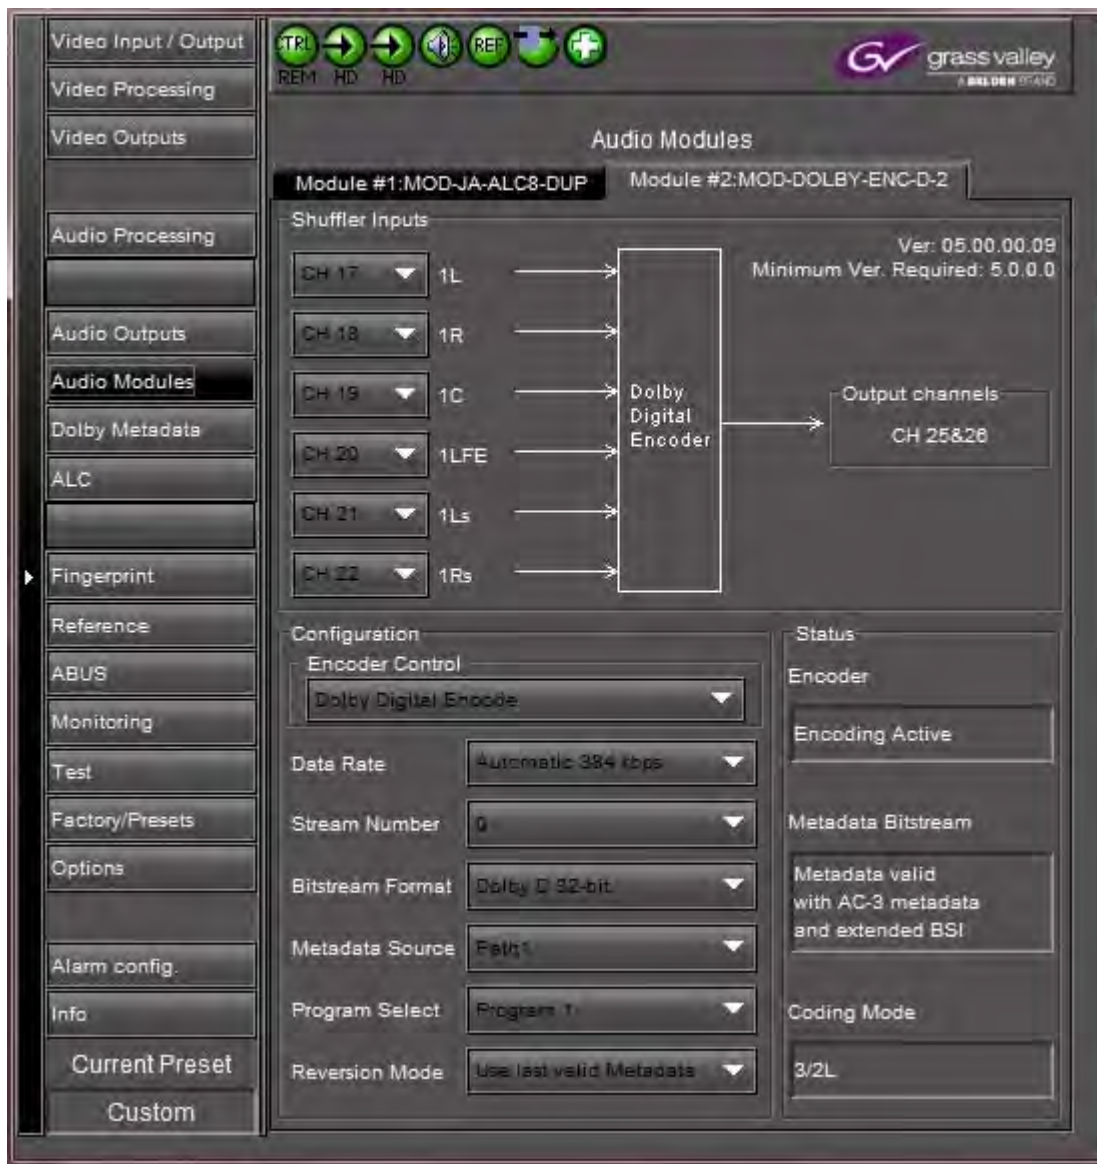 Video Input / Output
Video Processing
Video Outputs
Audio Processing
Audio Outputs
Audio Modules
Dolby Metadata
ALC
Fingerprint
Reference
ABUS
Monitoring
Test
Factory/Presets
Options
Alarm config.
Info
Current Preset
Custom
CTRL
REM
HD
HD
REF
GV
grass valley
A BELDEN BRAND
Audio Modules
Module #1:MOD-JA-ALC8-DUP
Module #2:MOD-DOLBY-ENC-D-2
Shuffler Inputs
Ver: 05.00.00.09
Minimum Ver. Required: 5.0.0.0
CH 17 1L
CH 18 1R
CH 19 1C
CH 20 1LFE
CH 21 1Ls
CH 22 1Rs
Dolby
Digital
Encoder
Output channels
CH 25&26
Configuration
Encoder Control
Dolby Digital Encode
Data Rate Automatic 384 kbps
Stream Number 0
Bitstream Format Dolby D 32-bit
Metadata Source Path1
Program Select Program 1
Reversion Mode Use last valid Metadata
Status
Encoder
Encoding Active
Metadata Bitstream
Metadata valid
with AC-3 metadata
and extended BSI
Coding Mode
3/2L